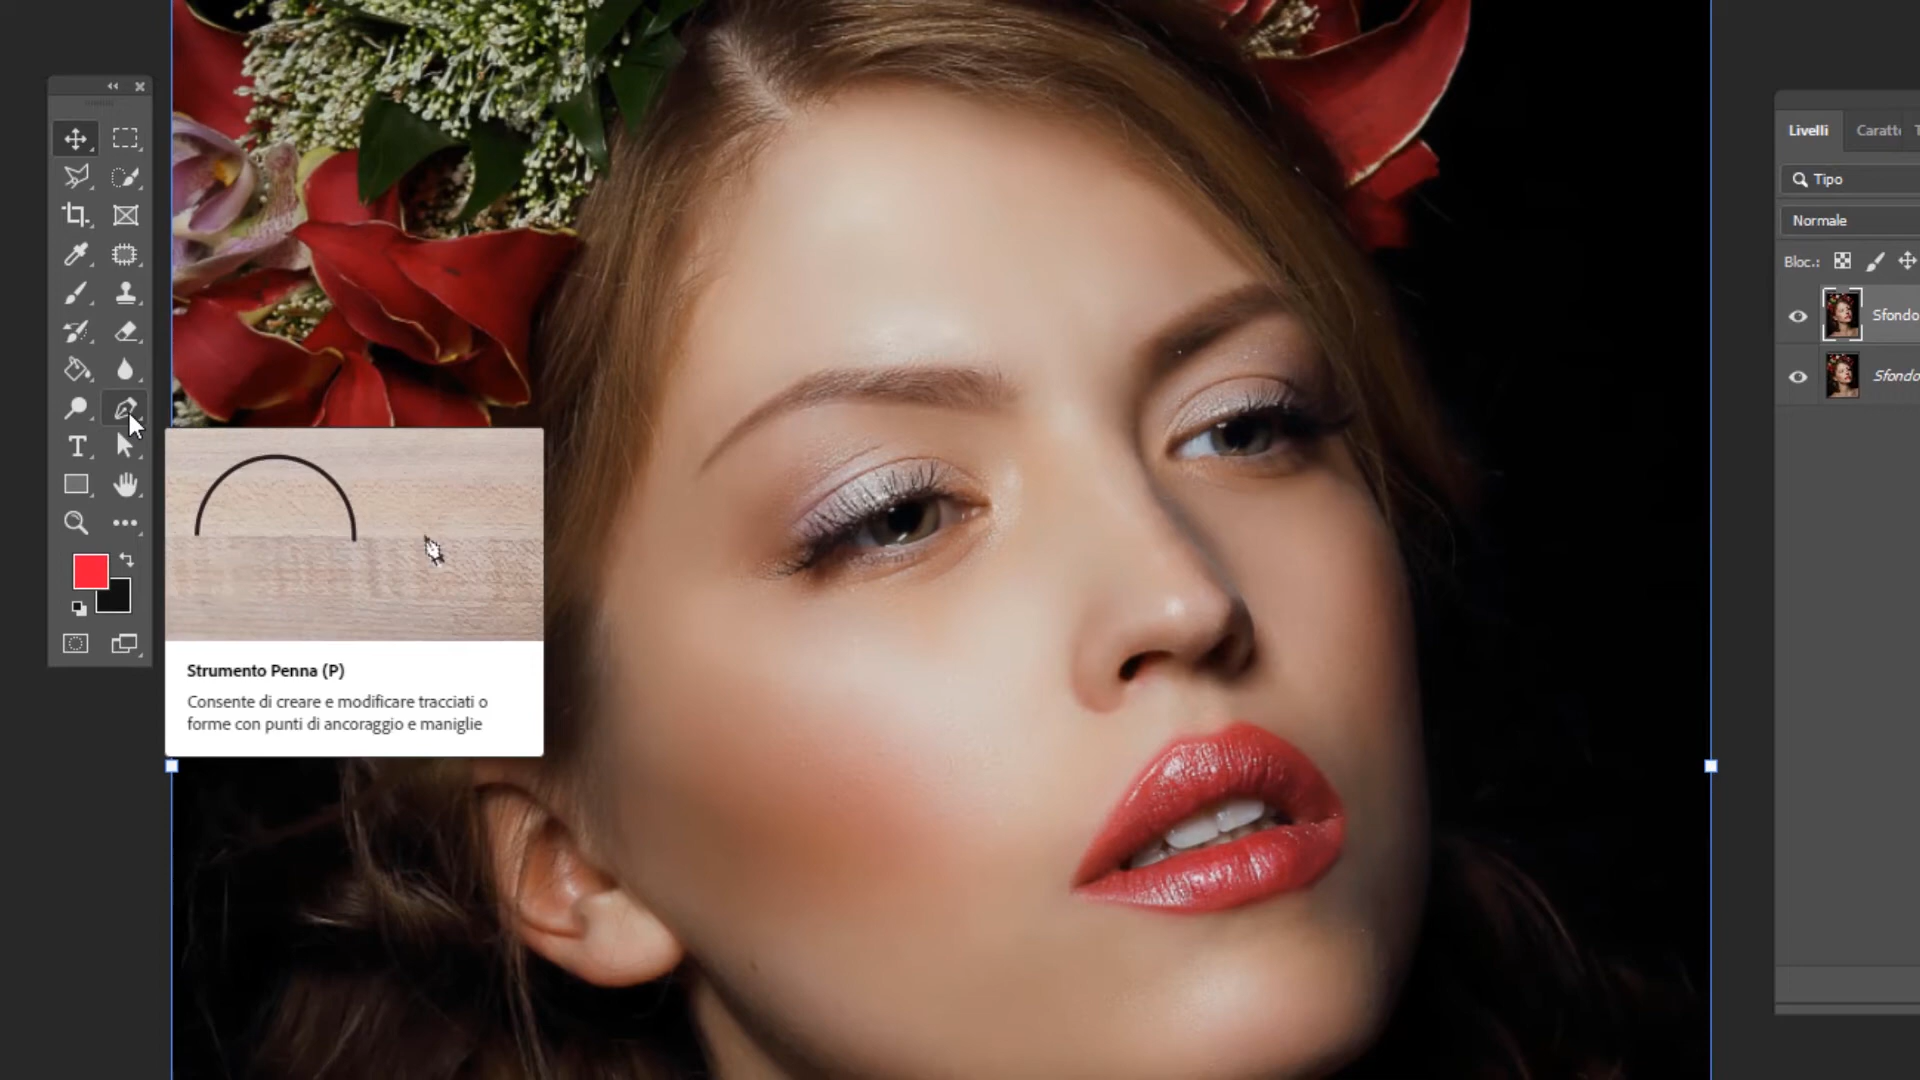 Livelli
Caratt
Tipo
Normale
Bloc.:
Sfondo
Sfondo
T
Strumento Penna (P)
Consente di creare e modificare tracciati o
forme con punti di ancoraggio e maniglie